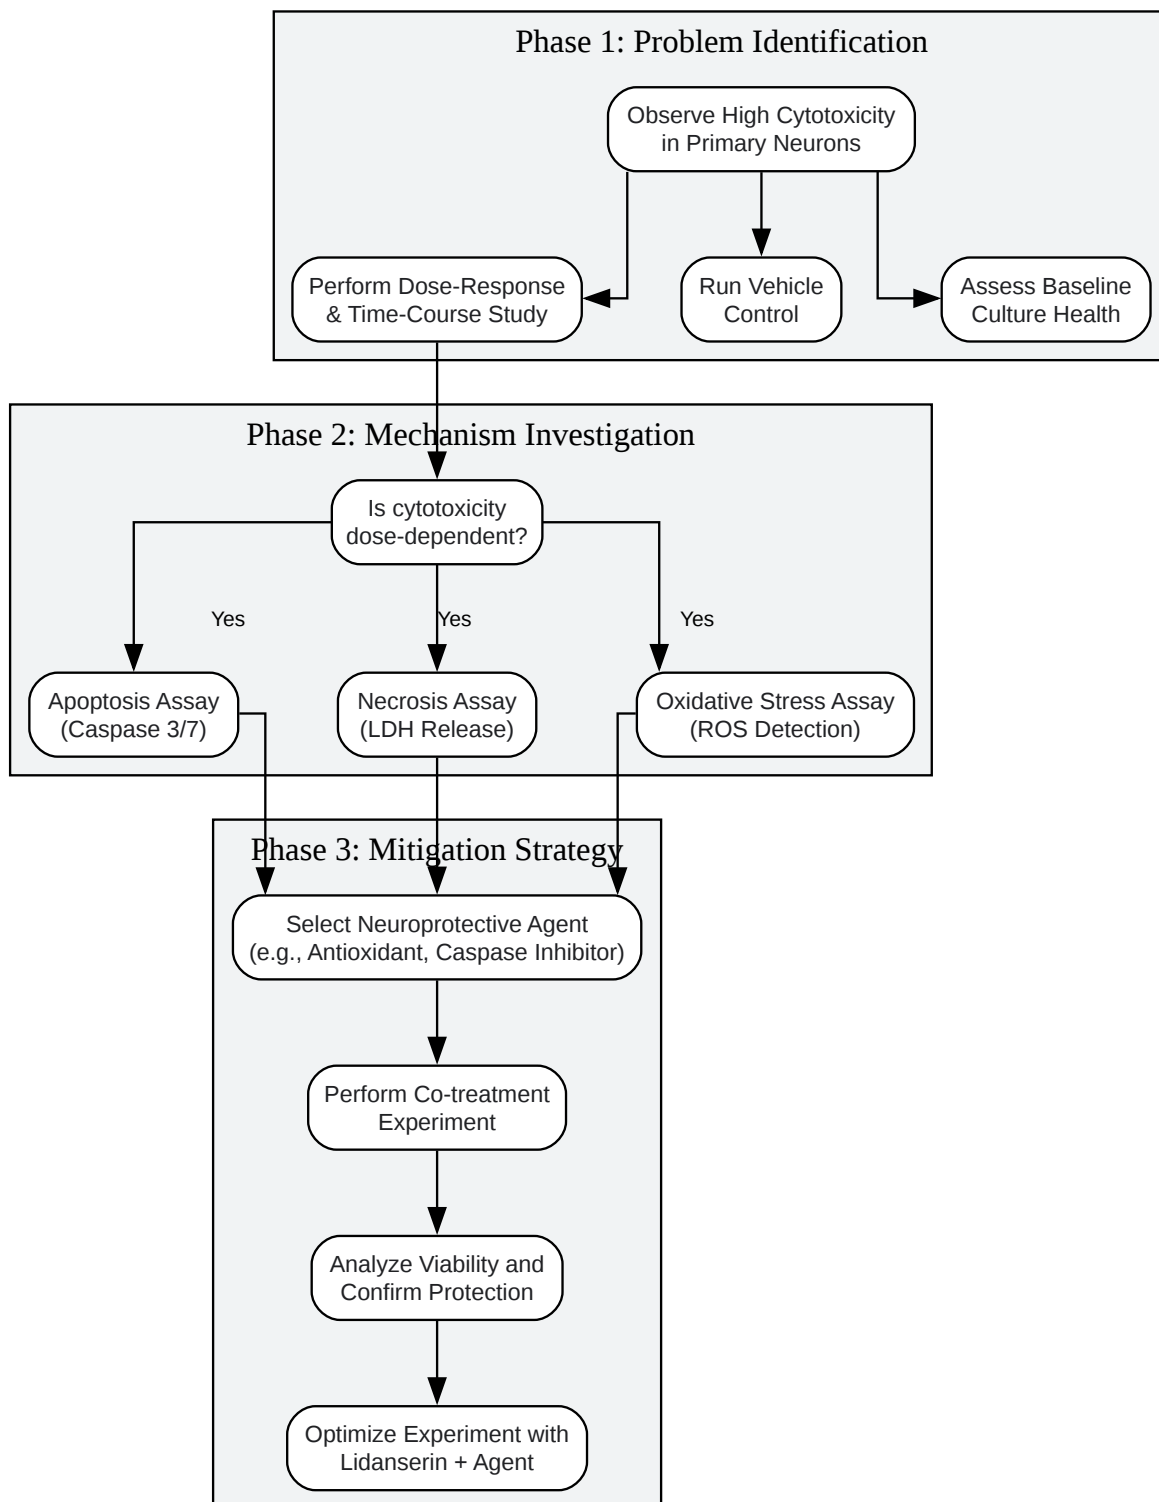 Phase 1: Problem Identification
Observe High Cytotoxicity
in Primary Neurons
Perform Dose-Response
& Time-Course Study
Run Vehicle
Control
Assess Baseline
Culture Health
Phase 2: Mechanism Investigation
Is cytotoxicity
dose-dependent?
Yes
Yes
Yes
Apoptosis Assay
(Caspase 3/7)
Necrosis Assay
(LDH Release)
Oxidative Stress Assay
(ROS Detection)
Phase 3: Mitigation Strategy
Select Neuroprotective Agent
(e.g., Antioxidant, Caspase Inhibitor)
Perform Co-treatment
Experiment
Analyze Viability and
Confirm Protection
Optimize Experiment with
Lidanserin + Agent